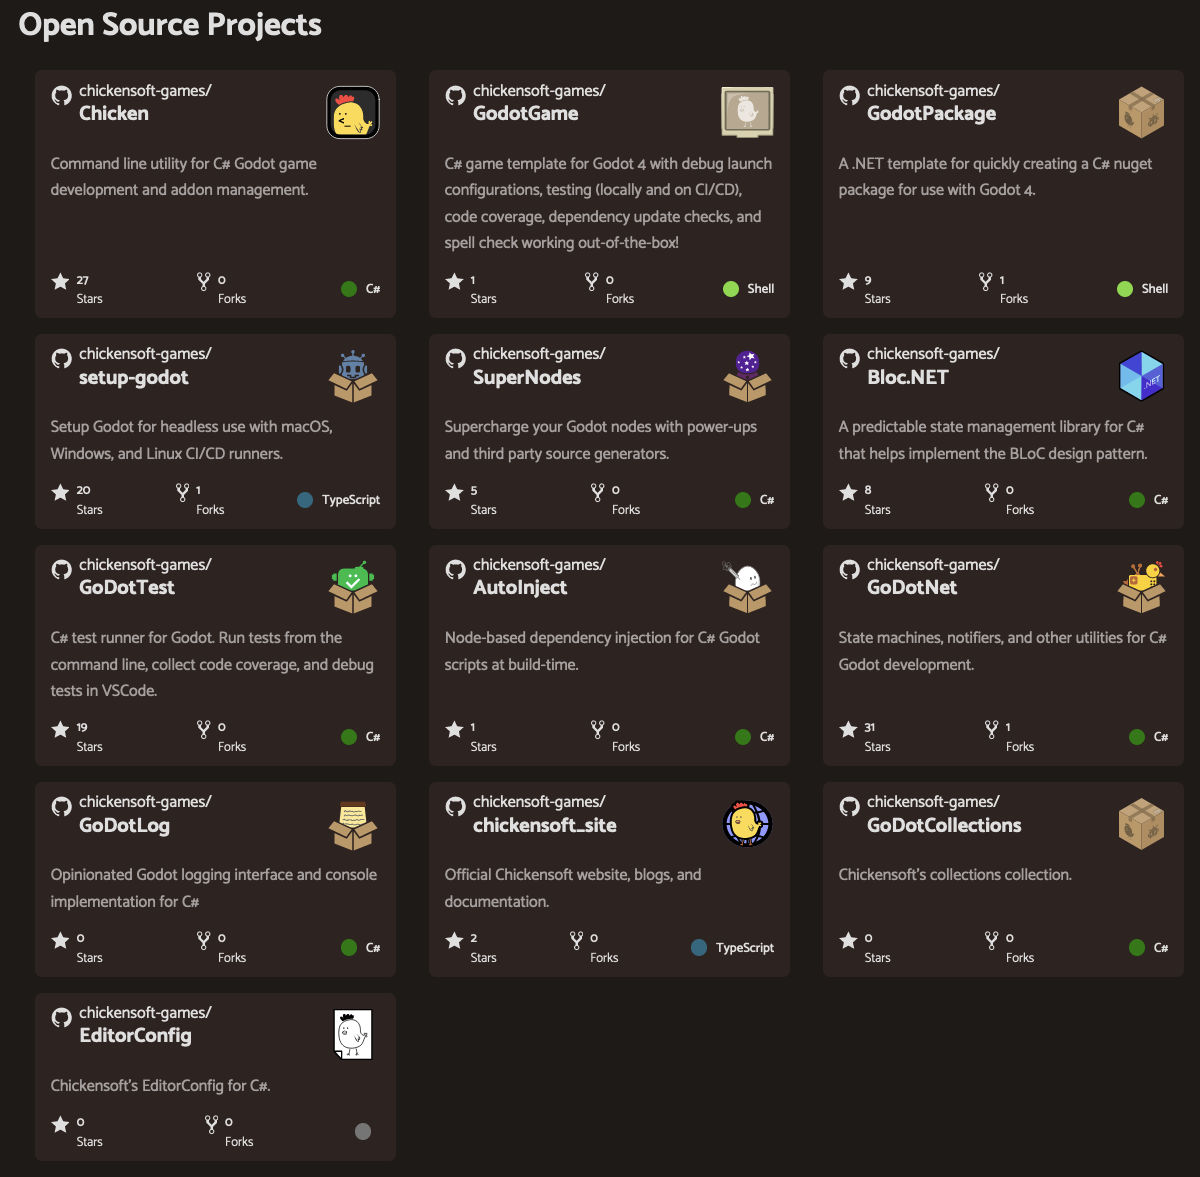 Open Source Projects
chickensoft-games/
Chicken
Command line utility for C# Godot game
development and addon management.
27
Stars
0
Forks
C#
chickensoft-games/
GodotGame
C# game template for Godot 4 with debug launch
configurations, testing (locally and on CI/CD),
code coverage, dependency update checks, and
spell check working out-of-the-box!
1
Stars
0
Forks
Shell
chickensoft-games/
GodotPackage
A .NET template for quickly creating a C# nuget
package for use with Godot 4.
9
Stars
1
Forks
Shell
chickensoft-games/
setup-godot
Setup Godot for headless use with macOS,
Windows, and Linux CI/CD runners.
20
Stars
1
Forks
TypeScript
chickensoft-games/
SuperNodes
Supercharge your Godot nodes with power-ups
and third party source generators.
5
Stars
0
Forks
C#
chickensoft-games/
Bloc.NET
.NET
A predictable state management library for C#
that helps implement the BLoC design pattern.
8
Stars
0
Forks
C#
chickensoft-games/
GoDotTest
C# test runner for Godot. Run tests from the
command line, collect code coverage, and debug
tests in VSCode.
19
Stars
0
Forks
C#
chickensoft-games/
AutoInject
Node-based dependency injection for C# Godot
scripts at build-time.
1
Stars
0
Forks
C#
chickensoft-games/
GoDotNet
State machines, notifiers, and other utilities for C#
Godot development.
31
Stars
1
Forks
C#
chickensoft-games/
GoDotLog
Opinionated Godot logging interface and console
implementation for C#
0
Stars
0
Forks
C#
chickensoft-games/
chickensoft_site
Official Chickensoft website, blogs, and
documentation.
2
Stars
0
Forks
TypeScript
chickensoft-games/
GoDotCollections
Chickensoft's collections collection.
0
Stars
0
Forks
C#
chickensoft-games/
EditorConfig
Chickensoft's EditorConfig for C#.
0
Stars
0
Forks